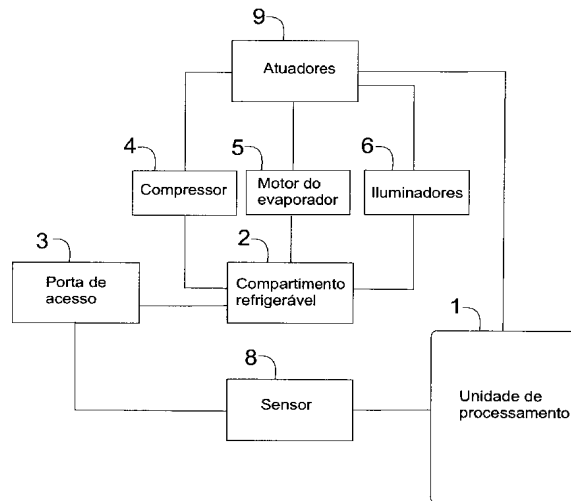 9
Atuadores
4
5
6
Compressor
Motor do
evaporador
Iluminadores
3
2
Porta de
acesso
Compartimento
refrigerável
1
8
Sensor
Unidade de
processamento